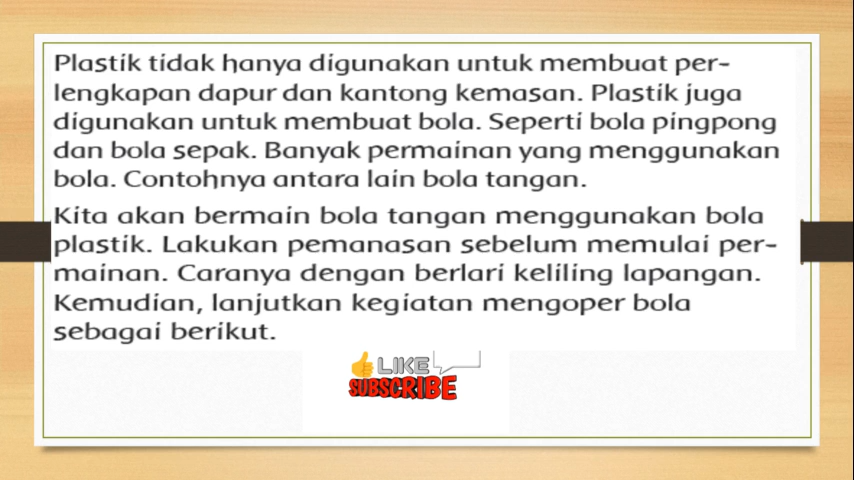 Plastik tidak hanya digunakan untuk membuat per-
lengkapan dapur dan kantong kemasan. Plastik juga
digunakan untuk membuat bola. Seperti bola pingpong
dan bola sepak. Banyak permainan yang menggunakan
bola. Contohnya antara lain bola tangan.
Kita akan bermain bola tangan menggunakan bola
plastik. Lakukan pemanasan sebelum memulai per-
mainan. Caranya dengan berlari keliling lapangan.
Kemudian, lanjutkan kegiatan mengoper bola
sebagai berikut.
LIKE
SUBSCRIBE